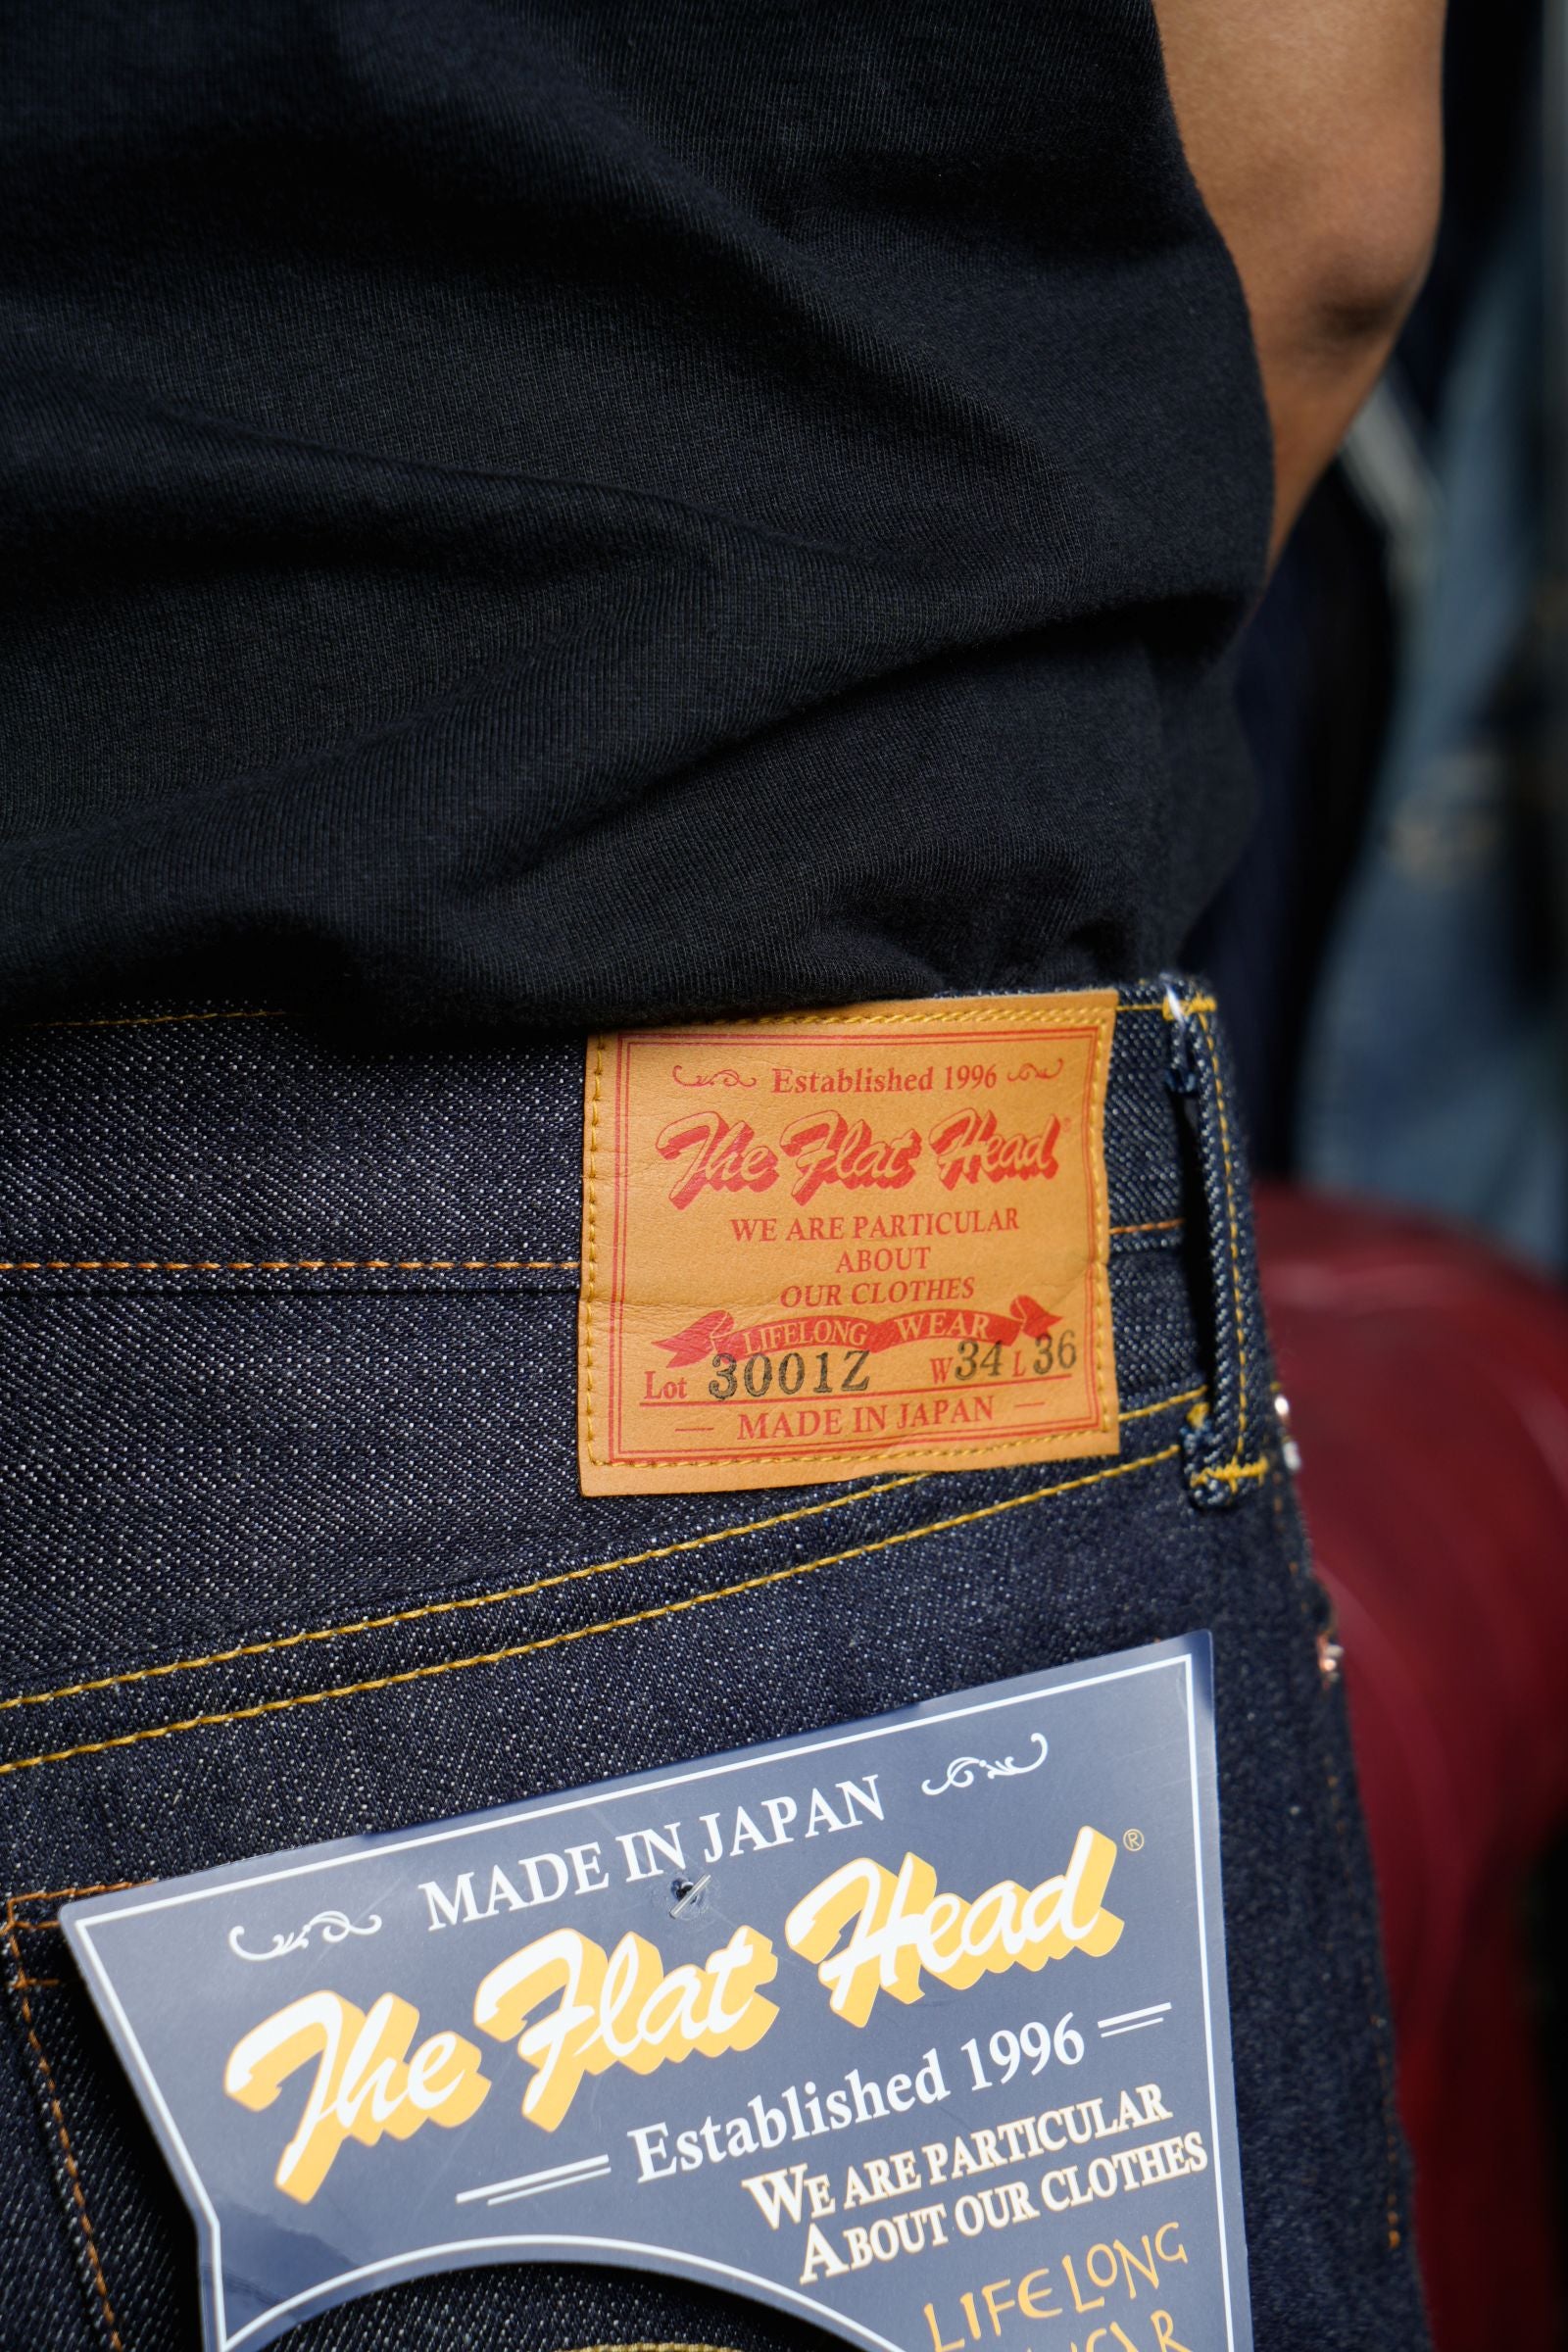 Established 1996
The Flat Head®
WE ARE PARTICULAR
ABOUT
OUR CLOTHES
LIFELONG WEAR
Lot 3001Z W34 L36
MADE IN JAPAN
MADE IN JAPAN
The Flat Head®
Established 1996
WE ARE PARTICULAR
ABOUT OUR CLOTHES
LIFELONG
WEAR